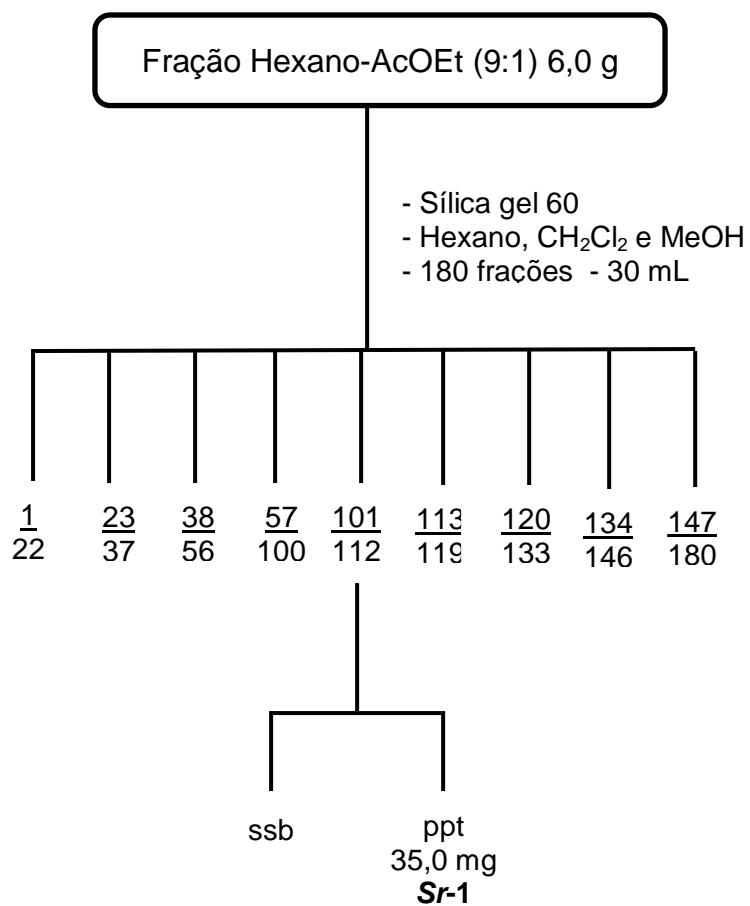 Fração Hexano-AcOEt (9:1) 6,0 g
- Sílica gel 60
- Hexano, CH₂Cl₂ e MeOH
- 180 frações - 30 mL
1 23 38 57 101 113 120 134 147
22 37 56 100 112 119 133 146 180
ssb ppt
35,0 mg
Sr-1